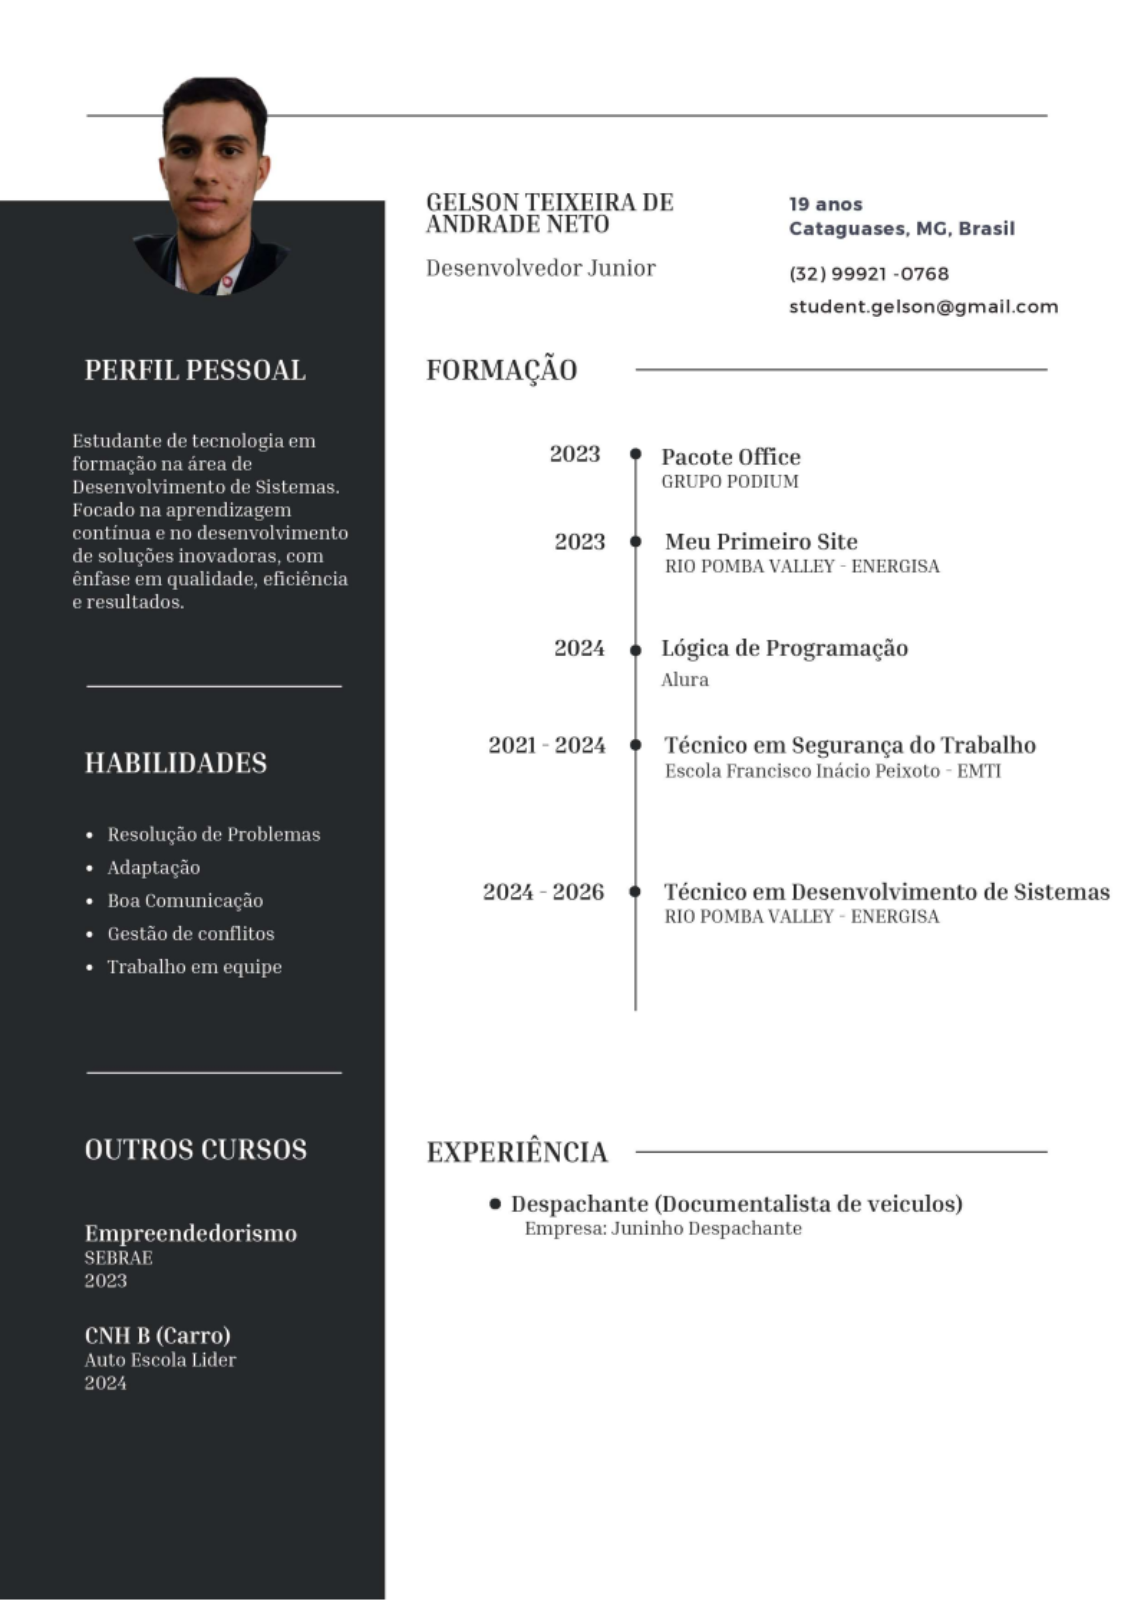 GELSON TEIXEIRA DE
ANDRADE NETO
Desenvolvedor Junior
19 anos
Cataguases, MG, Brasil
(32) 99921 -0768
student.gelson@gmail.com
PERFIL PESSOAL
Estudante de tecnologia em
formação na área de
Desenvolvimento de Sistemas.
Focado na aprendizagem
contínua e no desenvolvimento
de soluções inovadoras, com
ênfase em qualidade, eficiência
e resultados.
HABILIDADES
• Resolução de Problemas
• Adaptação
• Boa Comunicação
• Gestão de conflitos
• Trabalho em equipe
OUTROS CURSOS
Empreendedorismo
SEBRAE
2023
CNH B (Carro)
Auto Escola Lider
2024
FORMAÇÃO
2023 Pacote Office
GRUPO PODIUM
2023 Meu Primeiro Site
RIO POMBA VALLEY - ENERGISA
2024 Lógica de Programação
Alura
2021 - 2024 Técnico em Segurança do Trabalho
Escola Francisco Inácio Peixoto - EMTI
2024 - 2026 Técnico em Desenvolvimento de Sistemas
RIO POMBA VALLEY - ENERGISA
EXPERIÊNCIA
• Despachante (Documentalista de veiculos)
Empresa: Juninho Despachante